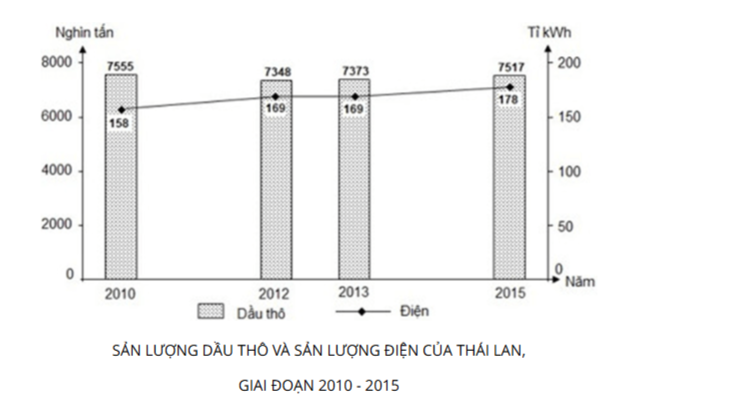 Nghìn tấn Tỉ kWh
8000 7555 7348 7373 7517 200
6000 158 169 169 178 150
4000 100
2000 50
0 0
2010 2012 2013 2015 Năm
Dầu thô Điện
SẢN LƯỢNG DẦU THÔ VÀ SẢN LƯỢNG ĐIỆN CỦA THÁI LAN,
GIAI ĐOẠN 2010 - 2015